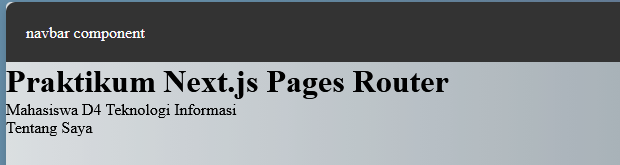 navbar component
Praktikum Next.js Pages Router
Mahasiswa D4 Teknologi Informasi
Tentang Saya